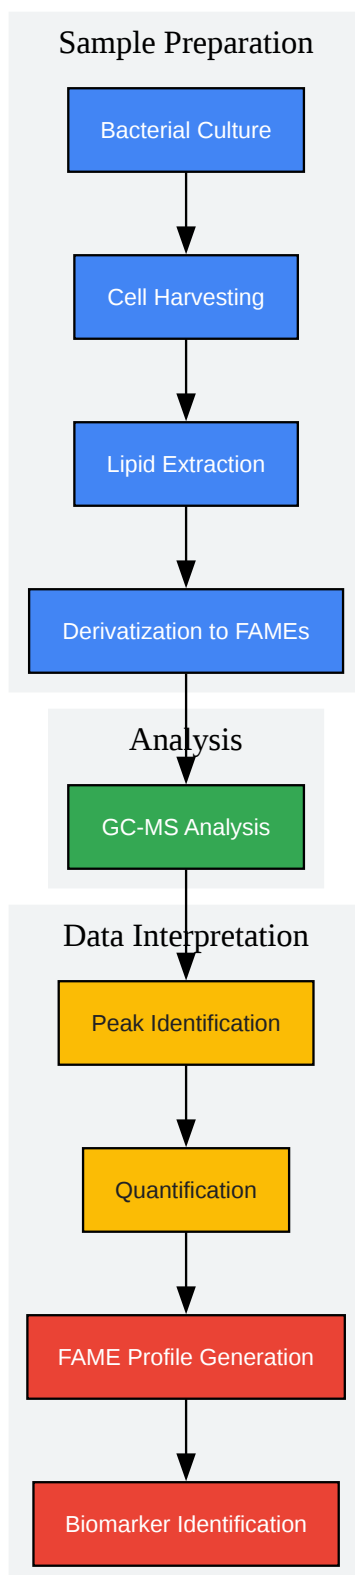 Sample Preparation
Bacterial Culture
Cell Harvesting
Lipid Extraction
Derivatization to FAMEs
Analysis
GC-MS Analysis
Data Interpretation
Peak Identification
Quantification
FAME Profile Generation
Biomarker Identification